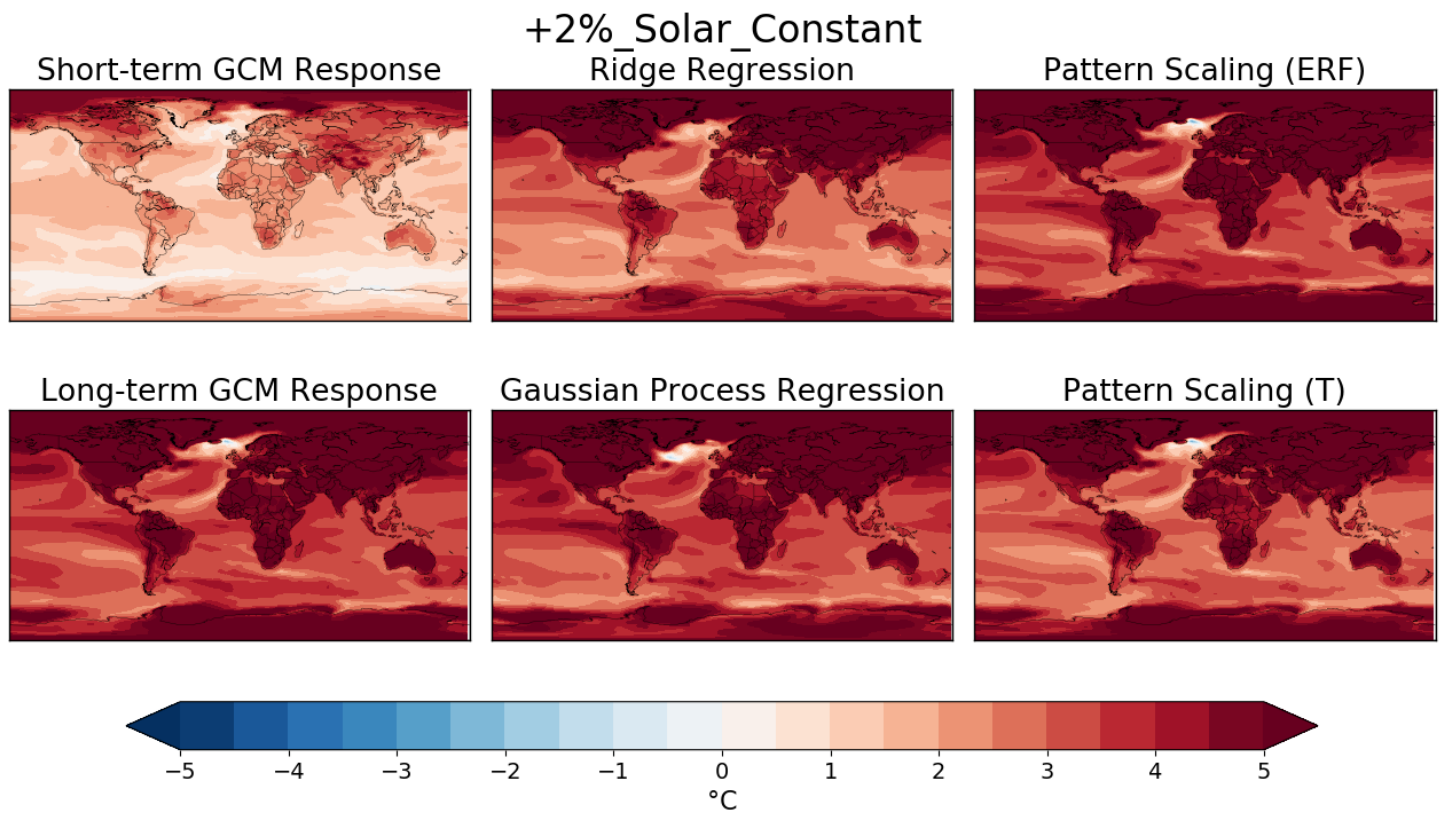 +2%_Solar_Constant
Short-term GCM Response
Ridge Regression
Pattern Scaling (ERF)
Long-term GCM Response
Gaussian Process Regression
Pattern Scaling (T)
−5 −4 −3 −2 −1 0 1 2 3 4 5
°C